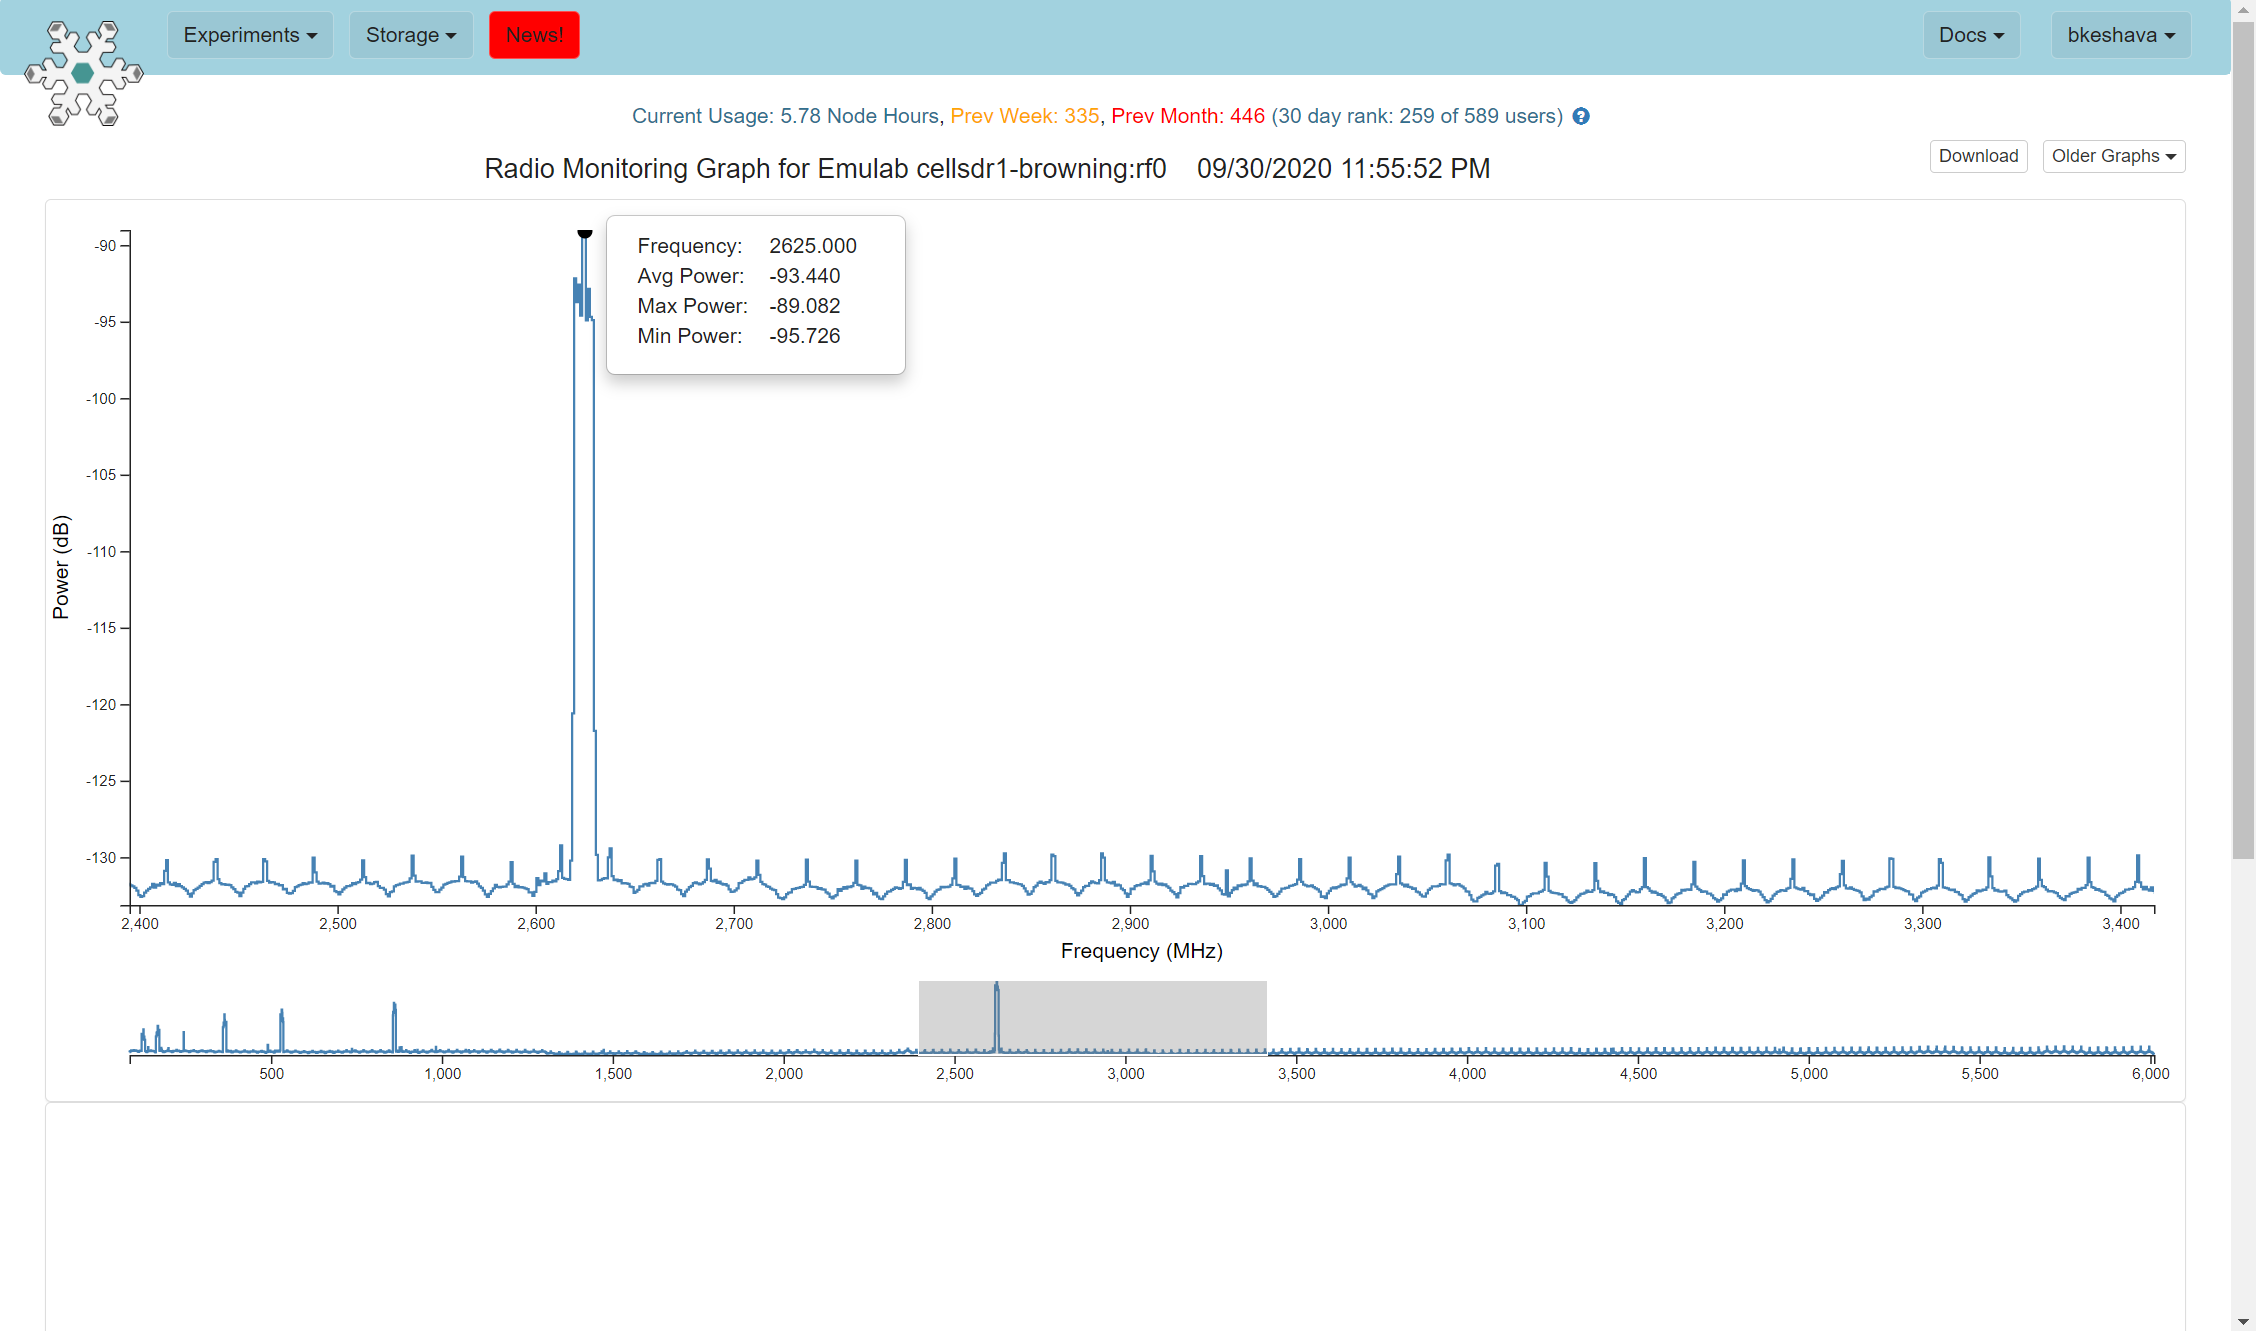 Experiments Storage News! Docs bkeshava
Current Usage: 5.78 Node Hours, Prev Week: 335, Prev Month: 446 (30 day rank: 259 of 589 users) ?
Radio Monitoring Graph for Emulab cellsdr1-browning:rf0 09/30/2020 11:55:52 PM
Download Older Graphs
Frequency: 2625.000
Avg Power: -93.440
Max Power: -89.082
Min Power: -95.726
-90
-95
-100
-105
-110
-115
-120
-125
-130
Power (dB)
2,400 2,500 2,600 2,700 2,800 2,900 3,000 3,100 3,200 3,300 3,400
Frequency (MHz)
500 1,000 1,500 2,000 2,500 3,000 3,500 4,000 4,500 5,000 5,500 6,000